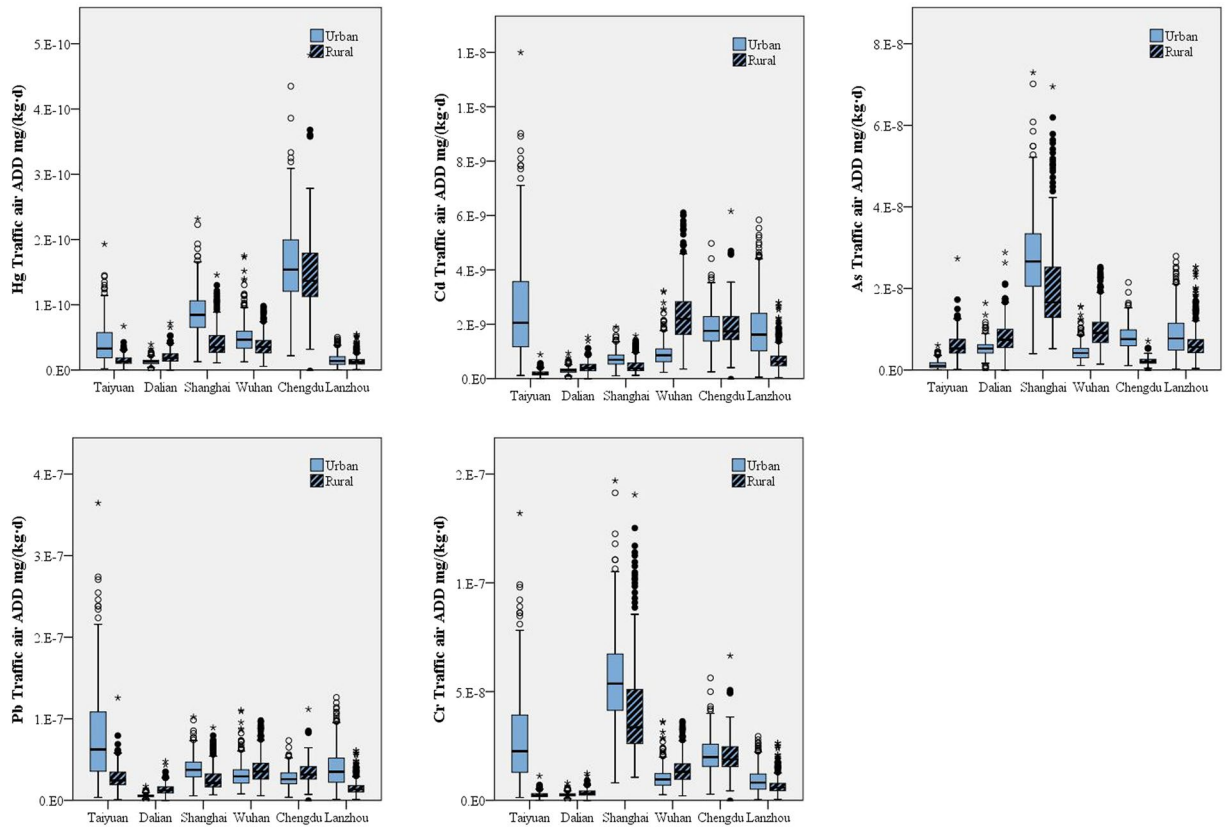 Hg Traffic air ADD mg/(kg·d)
5.E-10
4.E-10
3.E-10
2.E-10
1.E-10
0.E0
Urban
Rural
Taiyuan Dalian Shanghai Wuhan Chengdu Lanzhou
Cd Traffic air ADD mg/(kg·d)
1.E-8
1.E-8
8.E-9
6.E-9
4.E-9
2.E-9
0.E0
Urban
Rural
Taiyuan Dalian Shanghai Wuhan Chengdu Lanzhou
As Traffic air ADD mg/(kg·d)
8.E-8
6.E-8
4.E-8
2.E-8
0.E0
Urban
Rural
Taiyuan Dalian Shanghai Wuhan Chengdu Lanzhou
Pb Traffic air ADD mg/(kg·d)
4.E-7
3.E-7
2.E-7
1.E-7
0.E0
Urban
Rural
Taiyuan Dalian Shanghai Wuhan Chengdu Lanzhou
Cr Traffic air ADD mg/(kg·d)
2.E-7
1.E-7
5.E-8
0.E0
Urban
Rural
Taiyuan Dalian Shanghai Wuhan Chengdu Lanzhou